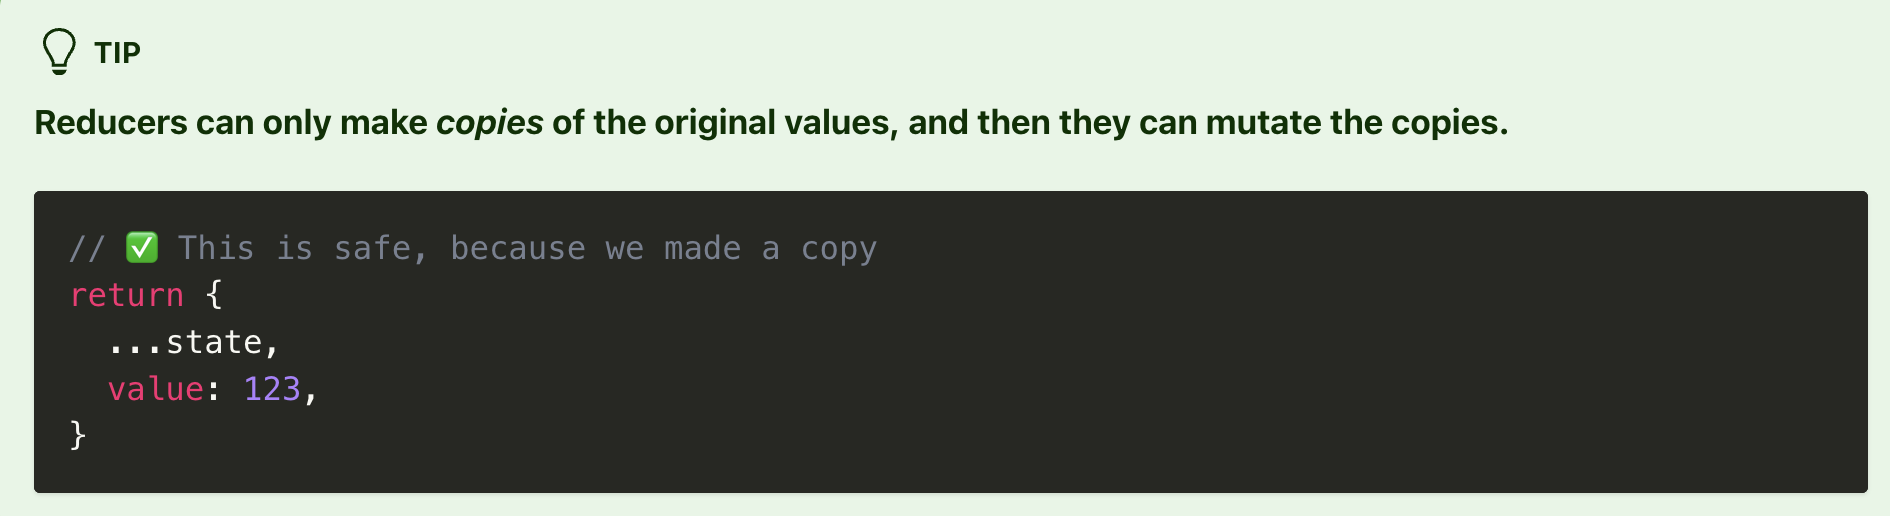 TIP
Reducers can only make copies of the original values, and then they can mutate the copies.
// ✅ This is safe, because we made a copy
return {
  ...state,
  value: 123,
}